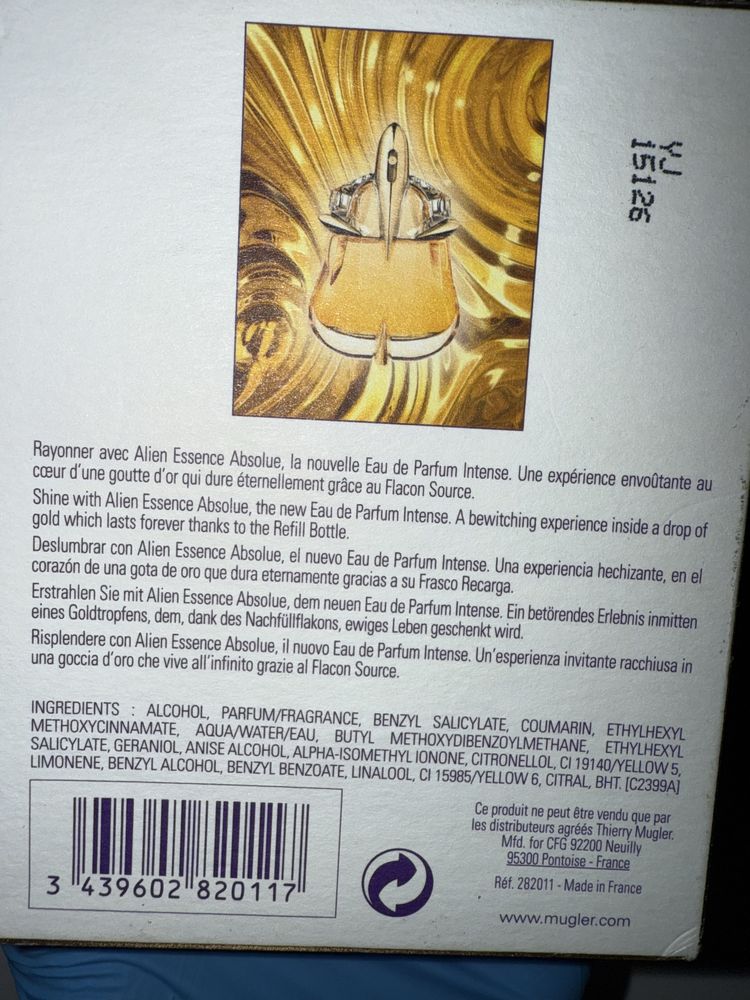 YJ
15126
Rayonner avec Alien Essence Absolue, la nouvelle Eau de Parfum Intense. Une expérience envoûtante au
cœur d'une goutte d'or qui dure éternellement grâce au Flacon Source.
Shine with Alien Essence Absolue, the new Eau de Parfum Intense. A bewitching experience inside a drop of
gold which lasts forever thanks to the Refill Bottle.
Deslumbrar con Alien Essence Absolue, el nuevo Eau de Parfum Intense. Una experiencia hechizante, en el
corazón de una gota de oro que dura eternamente gracias a su Frasco Recarga.
Erstrahlen Sie mit Alien Essence Absolue, dem neuen Eau de Parfum Intense. Ein betörendes Erlebnis inmitten
eines Goldtropfens, dem, dank des Nachfüllflakons, ewiges Leben geschenkt wird.
Risplendere con Alien Essence Absolue, il nuovo Eau de Parfum Intense. Un'esperienza invitante racchiusa in
una goccia d'oro che vive all'infinito grazie al Flacon Source.
INGREDIENTS : ALCOHOL, PARFUM/FRAGRANCE, BENZYL SALICYLATE, COUMARIN, ETHYLHEXYL
METHOXYCINNAMATE, AQUA/WATER/EAU, BUTYL METHOXYDIBENZOYLMETHANE, ETHYLHEXYL
SALICYLATE, GERANIOL, ANISE ALCOHOL, ALPHA-ISOMETHYL IONONE, CITRONELLOL, CI 19140/YELLOW 5,
LIMONENE, BENZYL ALCOHOL, BENZYL BENZOATE, LINALOOL, CI 15985/YELLOW 6, CITRAL, BHT. [C2399A]
3 439602 820117
Ce produit ne peut être vendu que par
les distributeurs agréés Thierry Mugler.
Mfd. for CFG 92200 Neuilly
95300 Pontoise - France
Réf. 282011 - Made in France
www.mugler.com